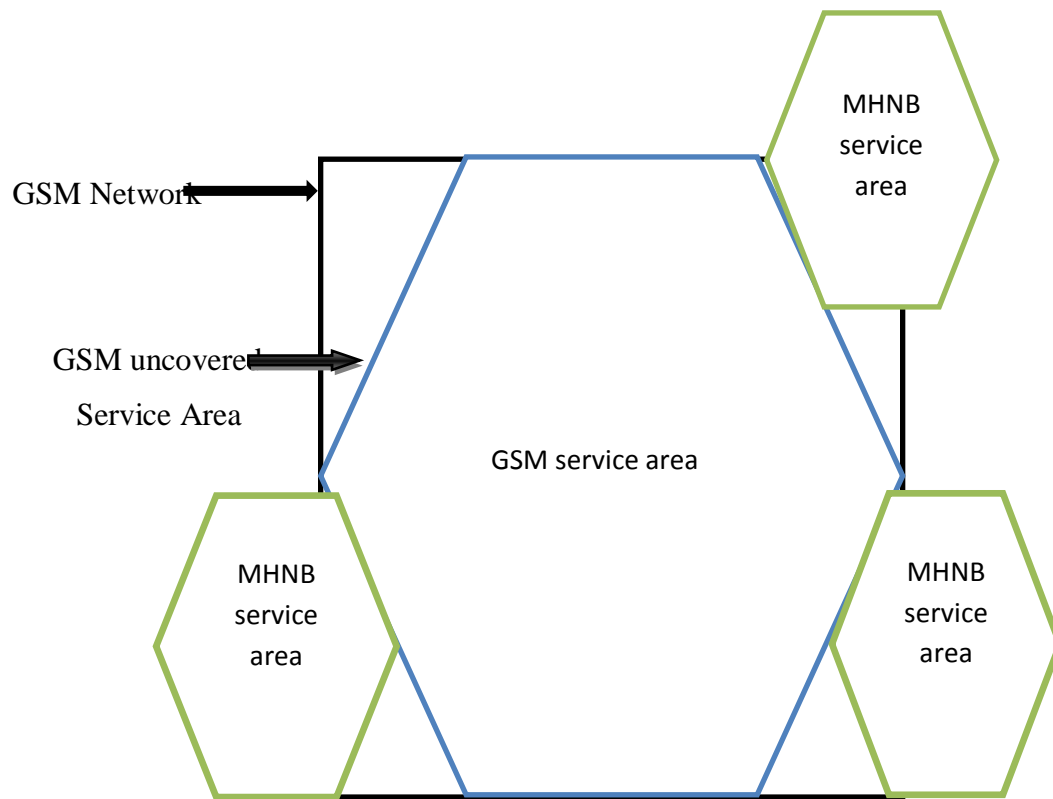 MHNB
service
area
GSM Network
GSM uncovered
Service Area
GSM service area
MHNB
service
area
MHNB
service
area